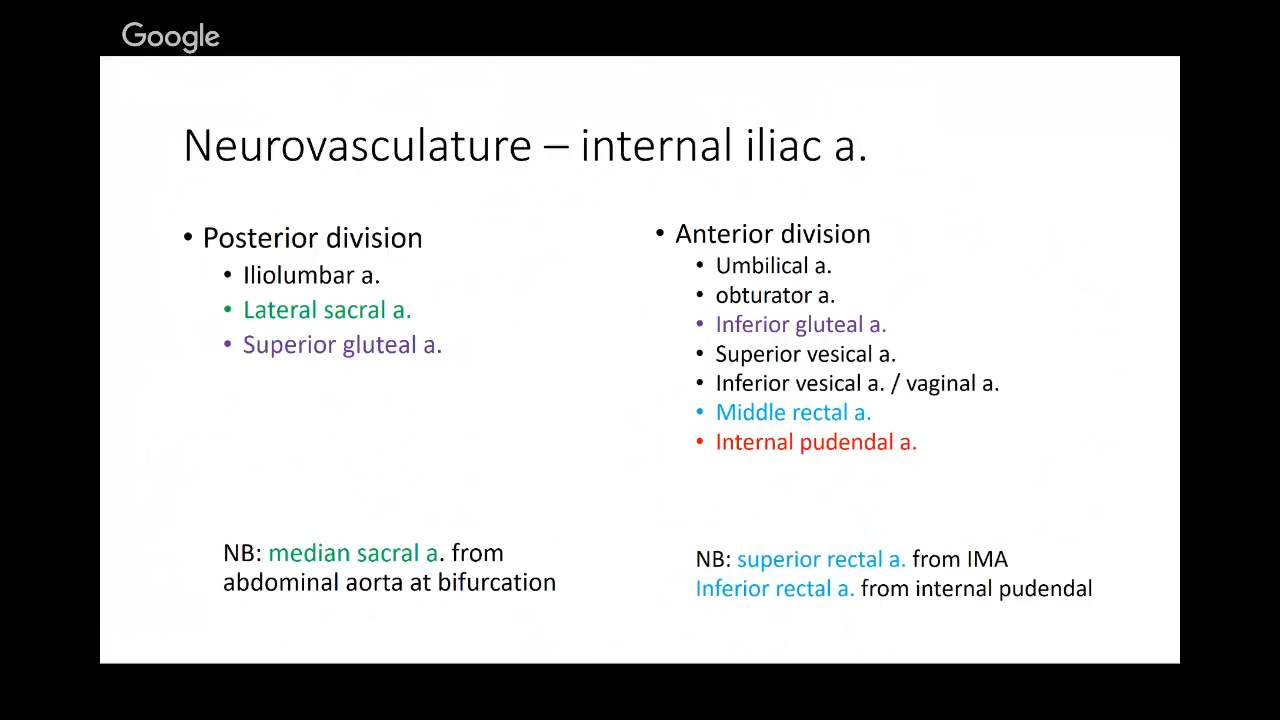 Google
Neurovasculature – internal iliac a.
• Posterior division
• Iliolumbar a.
• Lateral sacral a.
• Superior gluteal a.
NB: median sacral a. from
abdominal aorta at bifurcation
• Anterior division
• Umbilical a.
• obturator a.
• Inferior gluteal a.
• Superior vesical a.
• Inferior vesical a. / vaginal a.
• Middle rectal a.
• Internal pudendal a.
NB: superior rectal a. from IMA
Inferior rectal a. from internal pudendal